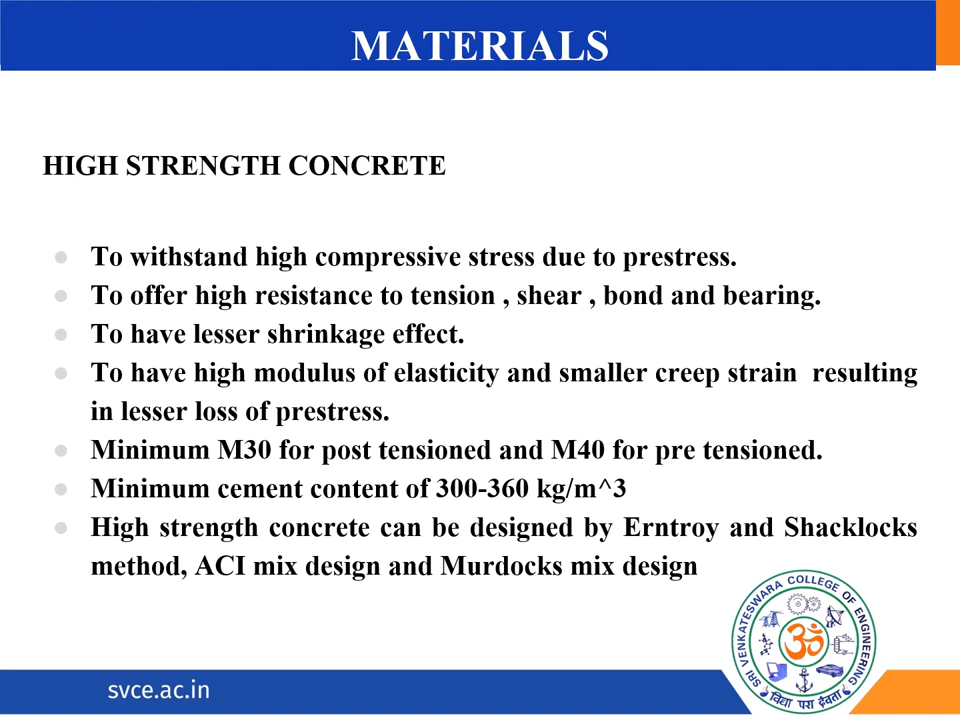 MATERIALS
HIGH STRENGTH CONCRETE
● To withstand high compressive stress due to prestress.
● To offer high resistance to tension , shear , bond and bearing.
● To have lesser shrinkage effect.
● To have high modulus of elasticity and smaller creep strain resulting
in lesser loss of prestress.
● Minimum M30 for post tensioned and M40 for pre tensioned.
● Minimum cement content of 300-360 kg/m^3
● High strength concrete can be designed by Erntroy and Shacklocks
method, ACI mix design and Murdocks mix design
SRI VENKATESWARA COLLEGE OF ENGINEERING
ॐ
विद्या परा देवता
svce.ac.in